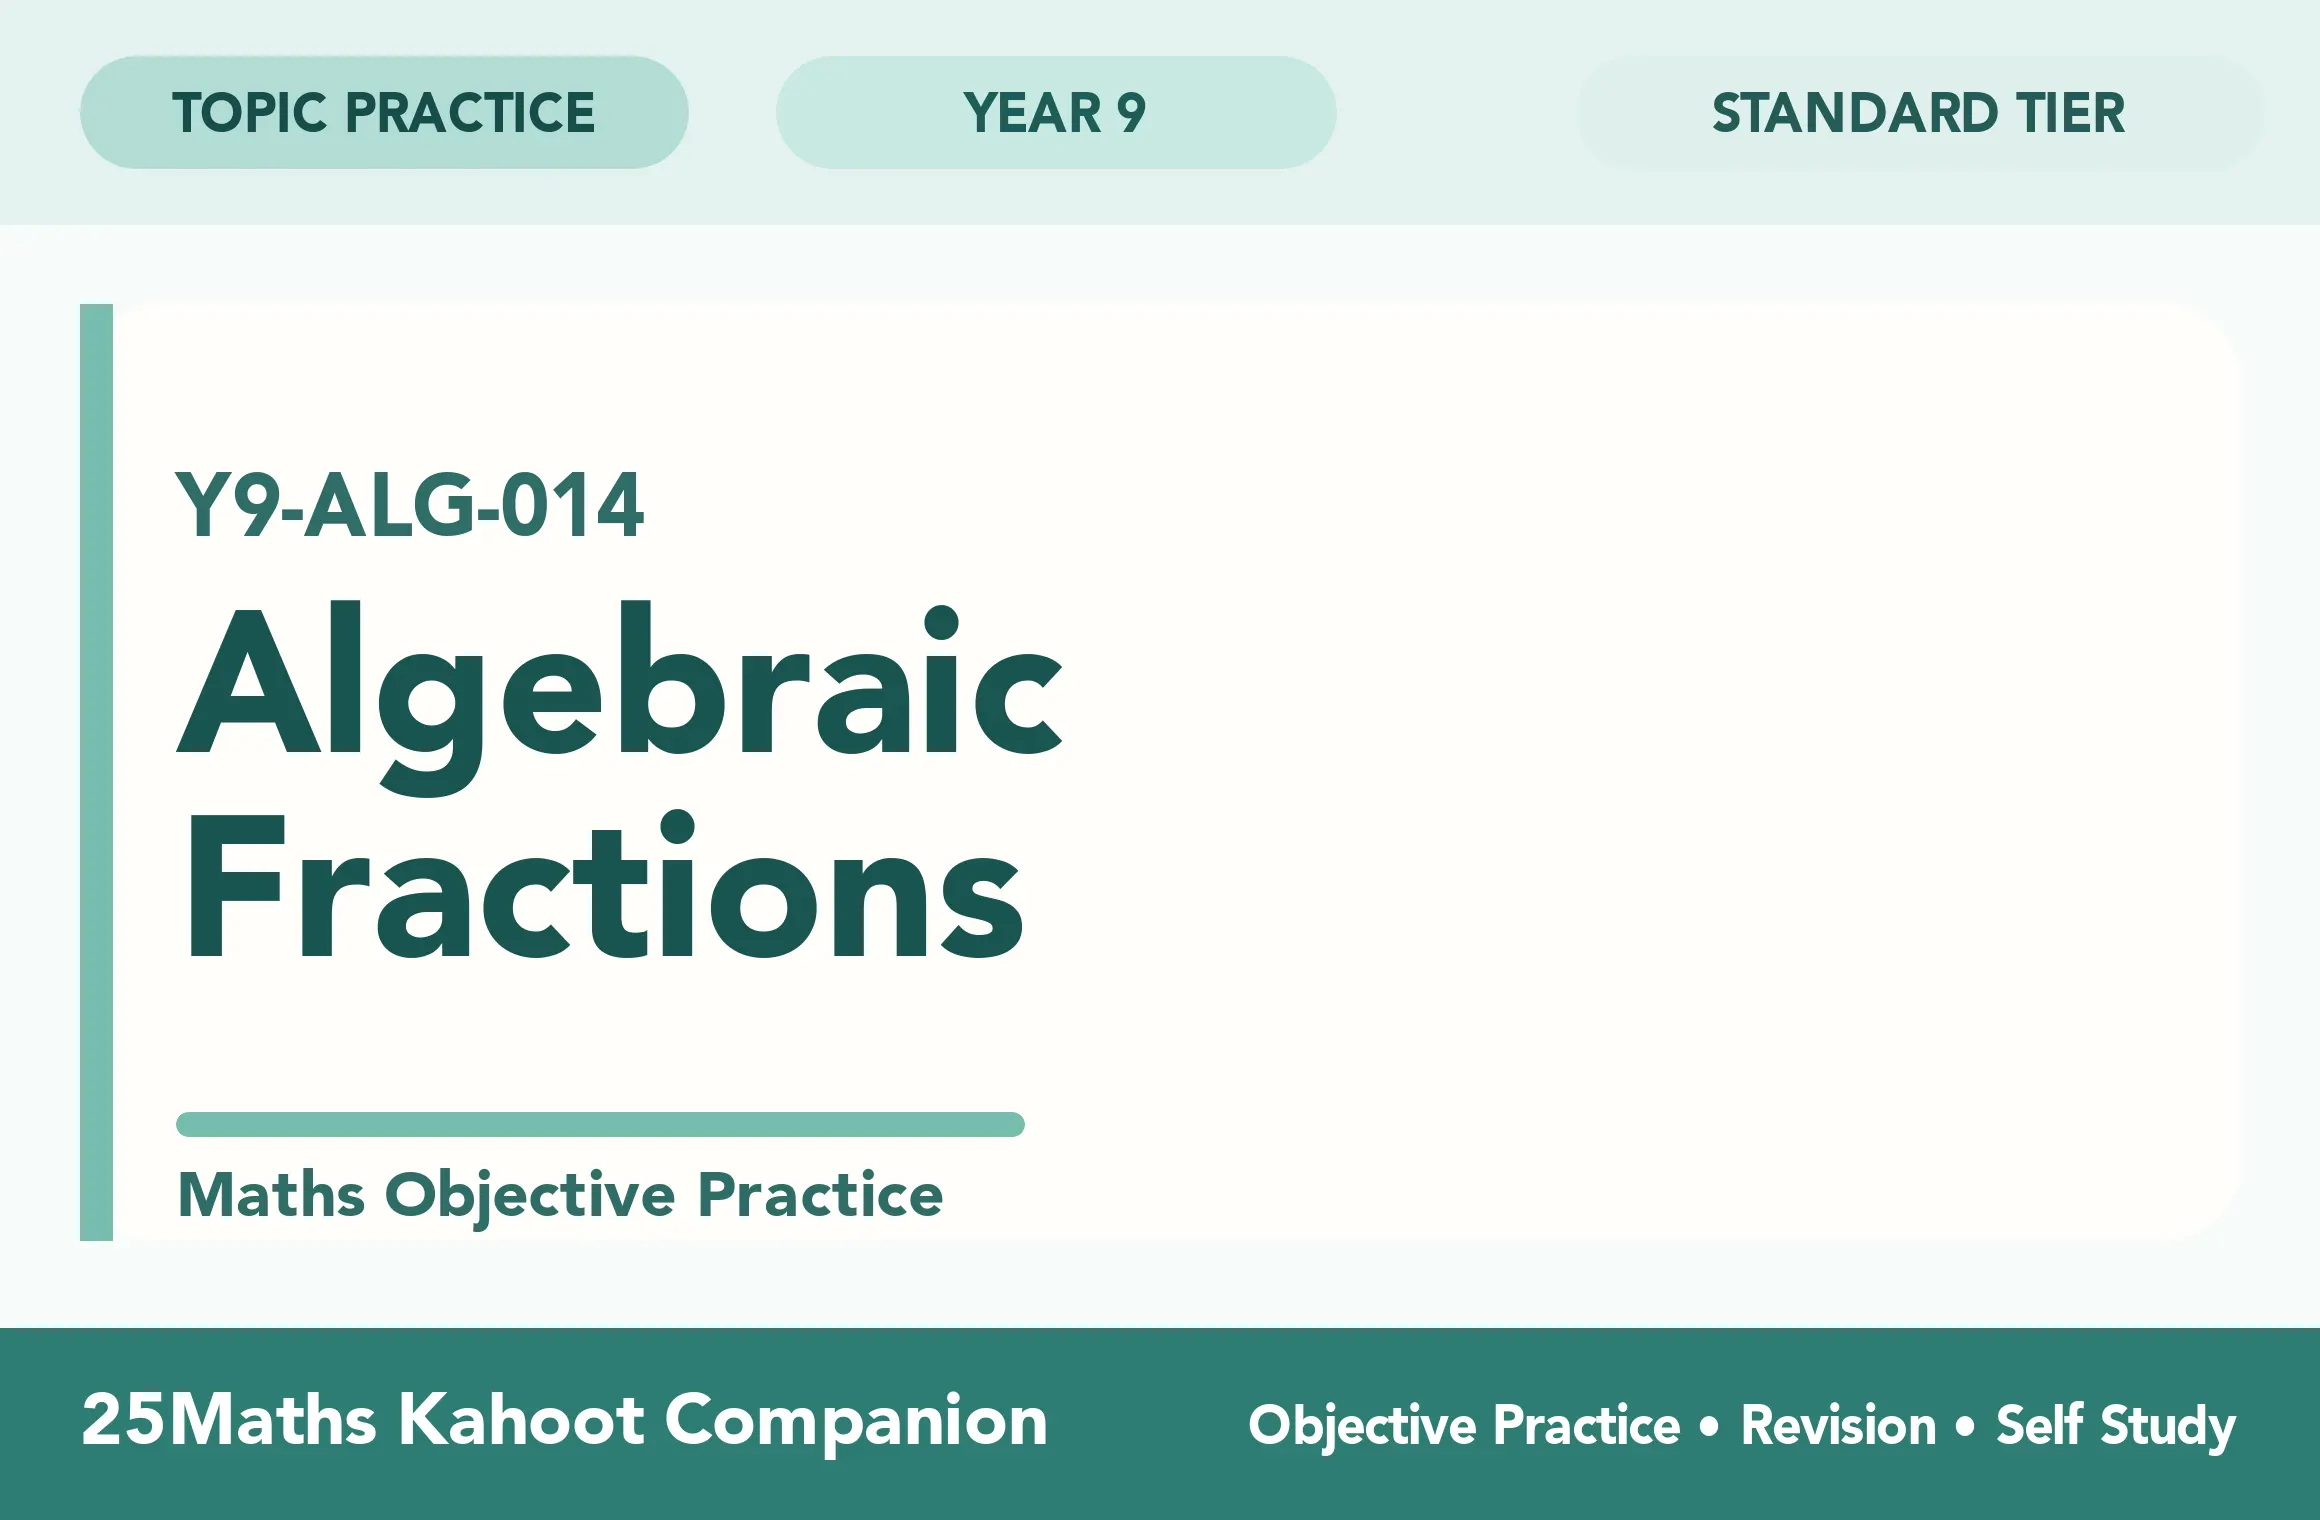 TOPIC PRACTICE
YEAR 9
STANDARD TIER
Y9-ALG-014
Algebraic
Fractions
Maths Objective Practice
25Maths Kahoot Companion
Objective Practice • Revision • Self Study